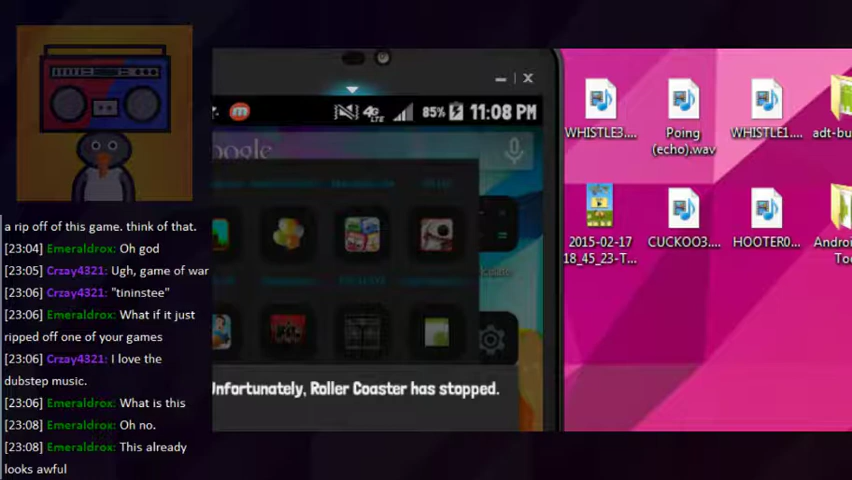 a rip off of this game. think of that.
[23:04] Emeraldrox: Oh god
[23:05] Crzay4321: Ugh, game of war
[23:06] Crzay4321: "tininstee"
[23:06] Emeraldrox: What if it just
ripped off one of your games
[23:06] Crzay4321: I love the
dubstep music.
[23:06] Emeraldrox: What is this
[23:08] Emeraldrox: Oh no.
[23:08] Emeraldrox: This already
looks awful
4G LTE 85% 11:08 PM
oogle
Unfortunately, Roller Coaster has stopped.
WHISTLE3....
Poing
(echo).wav
WHISTLE1....
adt-bu
2015-02-17
18_45_23-T...
CUCKOO3....
HOOTER0...
Android
Too